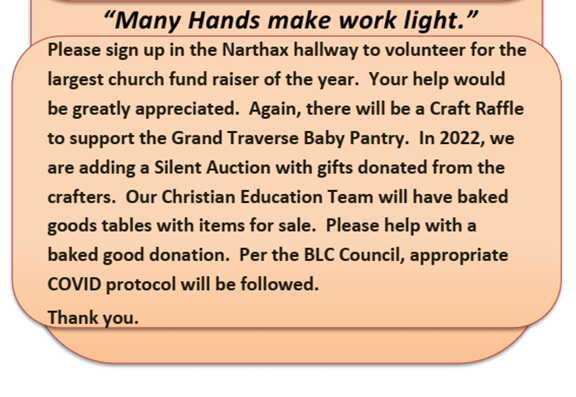 “Many Hands make work light.”
Please sign up in the Narthax hallway to volunteer for the
largest church fund raiser of the year.  Your help would
be greatly appreciated.  Again, there will be a Craft Raffle
to support the Grand Traverse Baby Pantry.  In 2022, we
are adding a Silent Auction with gifts donated from the
crafters.  Our Christian Education Team will have baked
goods tables with items for sale.  Please help with a
baked good donation.  Per the BLC Council, appropriate
COVID protocol will be followed.
Thank you.